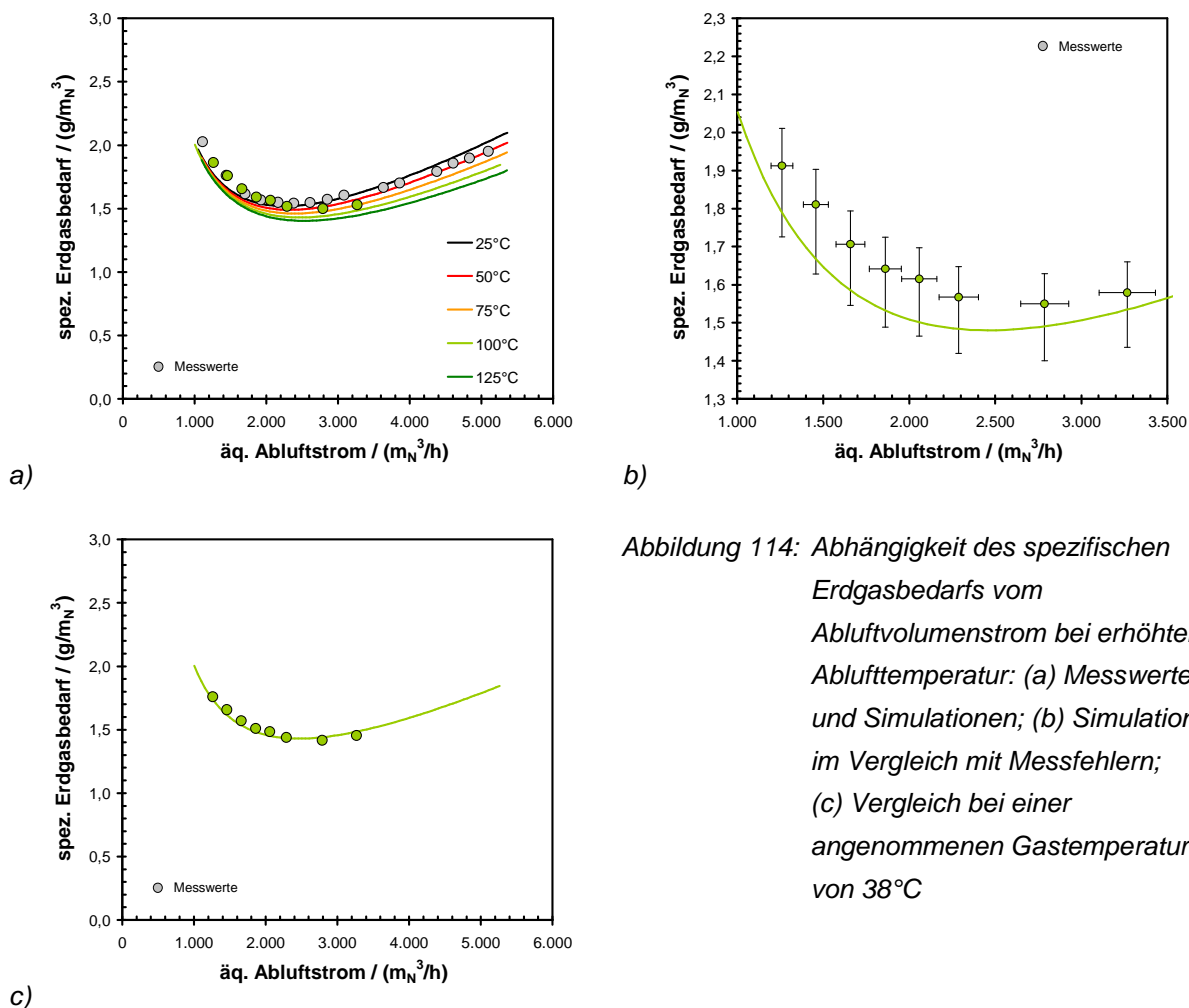 3,0
2,5
2,0
1,5
1,0
0,5
0,0
spez. Erdgasbedarf / (g/mN³)
25°C
50°C
75°C
100°C
125°C
Messwerte
0 1.000 2.000 3.000 4.000 5.000 6.000
äq. Abluftstrom / (mN³/h)
a)
2,3
2,2
2,1
2,0
1,9
1,8
1,7
1,6
1,5
1,4
1,3
spez. Erdgasbedarf / (g/mN³)
Messwerte
1.000 1.500 2.000 2.500 3.000 3.500
äq. Abluftstrom / (mN³/h)
b)
3,0
2,5
2,0
1,5
1,0
0,5
0,0
spez. Erdgasbedarf / (g/mN³)
Messwerte
0 1.000 2.000 3.000 4.000 5.000 6.000
äq. Abluftstrom / (mN³/h)
c)
Abbildung 114: Abhängigkeit des spezifischen
Erdgasbedarfs vom
Abluftvolumenstrom bei erhöhte
Ablufttemperatur: (a) Messwerte
und Simulationen; (b) Simulation
im Vergleich mit Messfehlern;
(c) Vergleich bei einer
angenommenen Gastemperatur
von 38°C